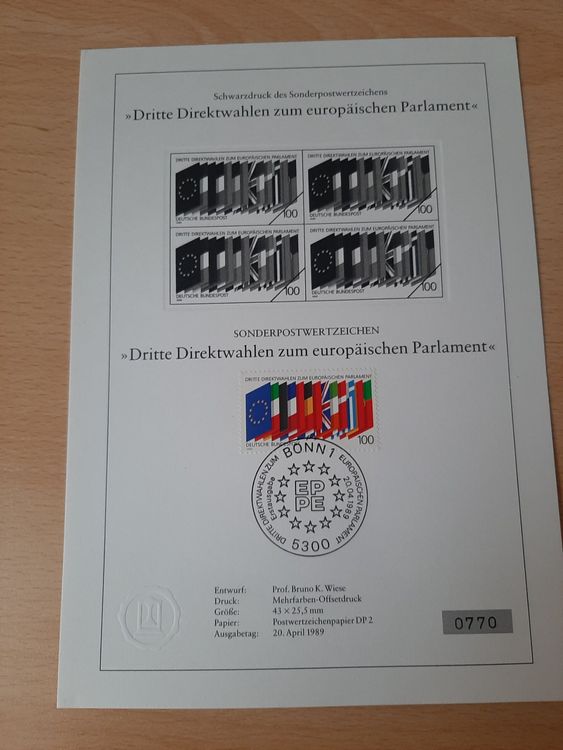 Schwarzdruck des Sonderpostwertzeichens
»Dritte Direktwahlen zum europäischen Parlament«
DRITTE DIREKTWAHLEN ZUM EUROPÄISCHEN PARLAMENT
DEUTSCHE BUNDESPOST 100
DRITTE DIREKTWAHLEN ZUM EUROPÄISCHEN PARLAMENT
DEUTSCHE BUNDESPOST 100
DRITTE DIREKTWAHLEN ZUM EUROPÄISCHEN PARLAMENT
DEUTSCHE BUNDESPOST 100
DRITTE DIREKTWAHLEN ZUM EUROPÄISCHEN PARLAMENT
DEUTSCHE BUNDESPOST 100
SONDERPOSTWERTZEICHEN
»Dritte Direktwahlen zum europäischen Parlament«
DRITTE DIREKTWAHLEN ZUM EUROPÄISCHEN PARLAMENT
DEUTSCHE 100
BONN 1
DRITTE DIREKTWAHLEN ZUM EUROPÄISCHEN PARLAMENT
Erstausgabe
20.04.1989
EP
PE
5300
Entwurf: Prof. Bruno K. Wiese
Druck: Mehrfarben-Offsetdruck
Größe: 43 × 25,5 mm
Papier: Postwertzeichenpapier DP 2
Ausgabetag: 20. April 1989
0770